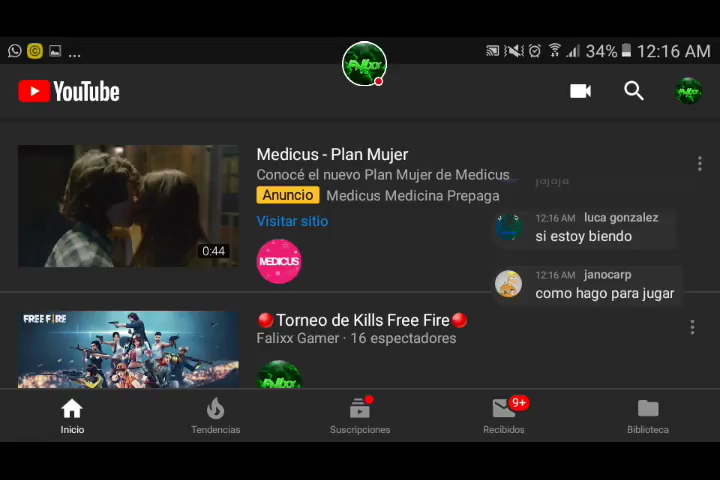 34% 12:16 AM
YouTube
Medicus - Plan Mujer
Conocé el nuevo Plan Mujer de Medicus
Anuncio Medicus Medicina Prepaga
Visitar sitio
0:44
MEDICUS
jajaja
12:16 AM luca gonzalez
si estoy biendo
12:16 AM janocarp
como hago para jugar
FREE FIRE
Torneo de Kills Free Fire
Falixx Gamer · 16 espectadores
Inicio
Tendencias
Suscripciones
9+
Recibidos
Biblioteca